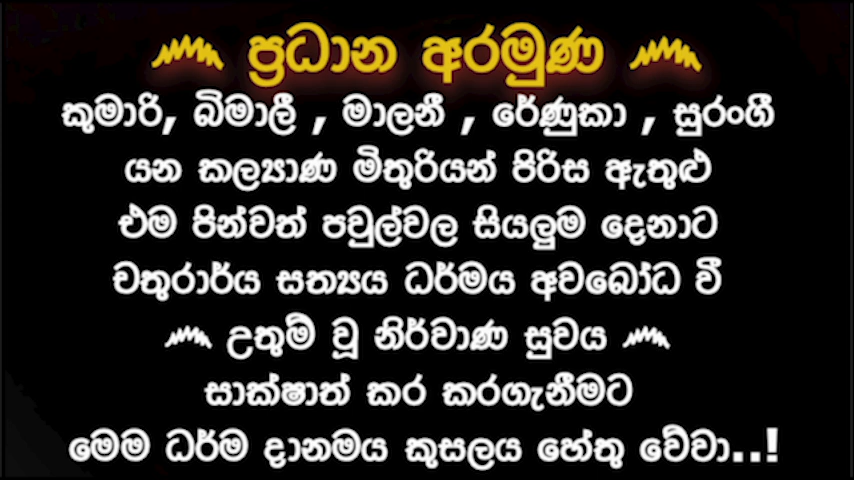 ප්‍රධාන අරමුණ
කුමාරි, බිමාලී , මාලනී , රේණුකා , සුරංගී
යන කල්‍යාණ මිතුරියන් පිරිස ඇතුළු
එම පින්වත් පවුල්වල සියලුම දෙනාට
චතුරාර්ය සත්‍යය ධර්මය අවබෝධ වී
උතුම් වූ නිර්වාණ සුවය
සාක්ෂාත් කර කරගැනීමට
මෙම ධර්ම දානමය කුසලය හේතු වේවා..!